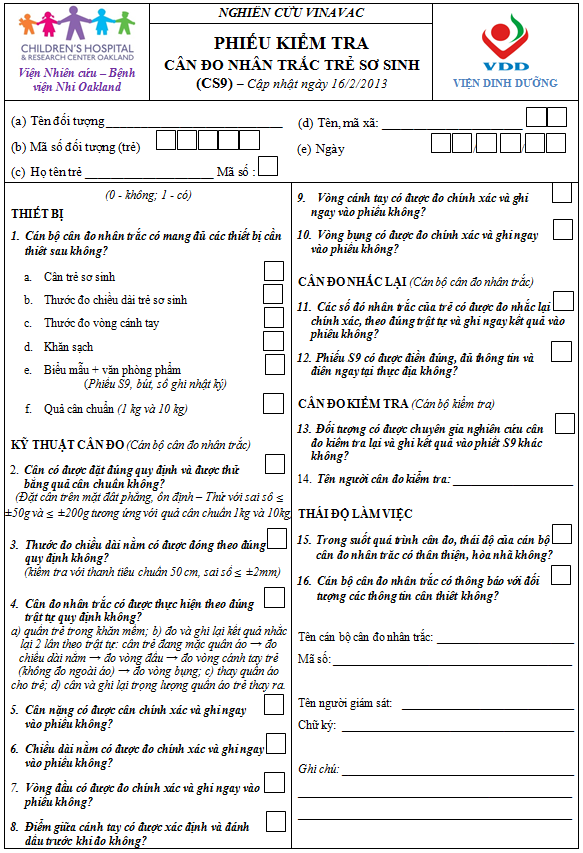 CHILDREN'S HOSPITAL
& RESEARCH CENTER OAKLAND
Viện Nhiên cứu – Bệnh
viện Nhi Oakland
NGHIÊN CỨU VINAVAC
PHIẾU KIỂM TRA
CÂN ĐO NHÂN TRẮC TRẺ SƠ SINH
(CS9) – Cập nhật ngày 16/2/2013
VDD
VIỆN DINH DƯỠNG
(a) Tên đối tượng
(b) Mã số đối tượng (trẻ)
(c) Họ tên trẻ Mã số :
(d) Tên, mã xã:
(e) Ngày / /
(0 - không; 1 - có)
THIẾT BỊ
1. Cán bộ cân đo nhân trắc có mang đủ các thiết bị cần
thiết sau không?
a. Cân trẻ sơ sinh
b. Thước đo chiều dài trẻ sơ sinh
c. Thước đo vòng cánh tay
d. Khăn sạch
e. Biểu mẫu + văn phòng phẩm
(Phiếu S9, bút, sổ ghi nhật ký)
f. Quả cân chuẩn (1 kg và 10 kg)
KỸ THUẬT CÂN ĐO (Cán bộ cân đo nhân trắc)
2. Cân có được đặt đúng quy định và được thử
bằng quả cân chuẩn không?
(Đặt cân trên mặt đất phẳng, ổn định – Thử với sai số ≤
±50g và ≤ ±200g tương ứng với quả cân chuẩn 1kg và 10kg
3. Thước đo chiều dài nằm có được đóng theo đúng
quy định không?
(kiểm tra với thanh tiêu chuẩn 50 cm, sai số ≤ ±2mm)
4. Cân đo nhân trắc có được thực hiện theo đúng
trật tự quy định không?
a) quấn trẻ trong khăn mềm; b) đo và ghi lại kết quả nhắc
lại 2 lần theo trật tự: cân trẻ đang mặc quần áo → đo
chiều dài nằm → đo vòng đầu → đo vòng cánh tay trẻ
(không đo ngoài áo) → đo vòng bụng; c) thay quần áo
cho trẻ; d) cân và ghi lại trọng lượng quần áo trẻ thay ra.
5. Cân nặng có được cân chính xác và ghi ngay
vào phiếu không?
6. Chiều dài nằm có được đo chính xác và ghi ngay
vào phiếu không?
7. Vòng đầu có được đo chính xác và ghi ngay vào
phiếu không?
8. Điểm giữa cánh tay có được xác định và đánh
dấu trước khi đo không?
9. Vòng cánh tay có được đo chính xác và ghi
ngay vào phiếu không?
10. Vòng bụng có được đo chính xác và ghi ngay
vào phiếu không?
CÂN ĐO NHẮC LẠI (Cán bộ cân đo nhân trắc)
11. Các số đó nhân trắc của trẻ có được đo nhắc lại
chính xác, theo đúng trật tự và ghi ngay kết quả vào
phiếu không?
12. Phiếu S9 có được điền đúng, đủ thông tin và
điền ngay tại thực địa không?
CÂN ĐO KIỂM TRA (Cán bộ kiểm tra)
13. Đối tượng có được chuyên gia nghiên cứu cân
đo kiểm tra lại và ghi kết quả vào phiết S9 khác
không?
14. Tên người cân đo kiểm tra:
THÁI ĐỘ LÀM VIỆC
15. Trong suốt quá trình cân đo, thái độ của cán bộ
cân đo nhân trắc có thân thiện, hòa nhã không?
16. Cán bộ cân đo nhân trắc có thông báo với đối
tượng các thông tin cần thiết không?
Tên cán bộ cân đo nhân trắc:
Mã số:
Tên người giám sát:
Chữ ký:
Ghi chú: